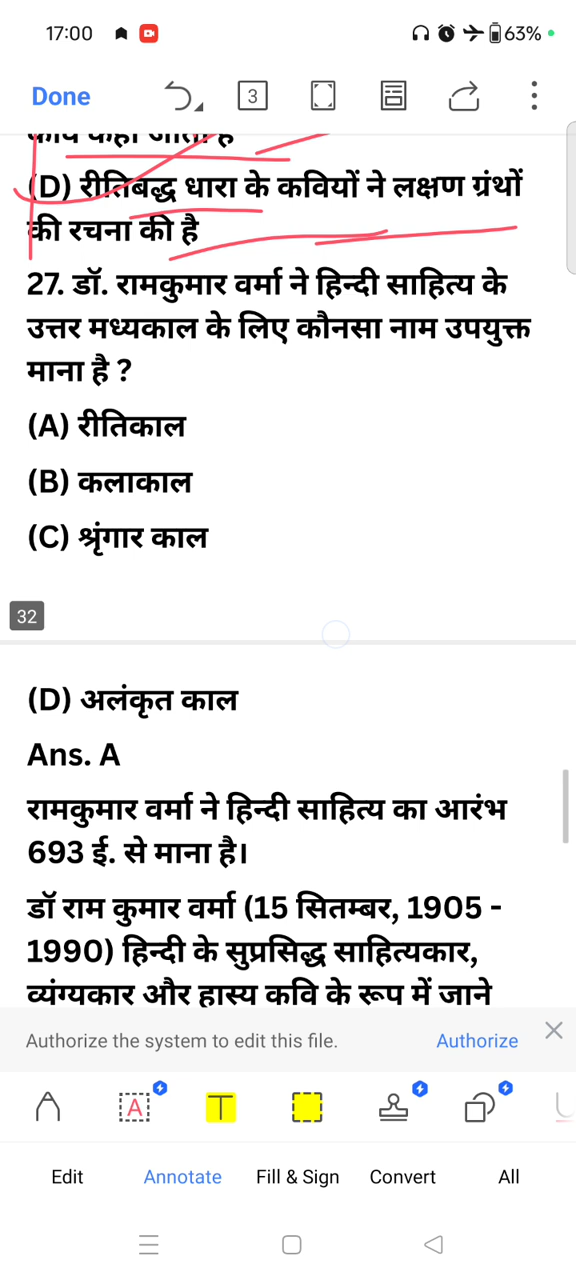 17:00
63%
Done
3
काय कहा जाता है
(D) रीतिबद्ध धारा के कवियों ने लक्षण ग्रंथों
की रचना की है
27. डॉ. रामकुमार वर्मा ने हिन्दी साहित्य के
उत्तर मध्यकाल के लिए कौनसा नाम उपयुक्त
माना है ?
(A) रीतिकाल
(B) कलाकाल
(C) श्रृंगार काल
32
(D) अलंकृत काल
Ans. A
रामकुमार वर्मा ने हिन्दी साहित्य का आरंभ
693 ई. से माना है।
डॉ राम कुमार वर्मा (15 सितम्बर, 1905 -
1990) हिन्दी के सुप्रसिद्ध साहित्यकार,
व्यंग्यकार और हास्य कवि के रूप में जाने
Authorize the system to edit this file.
Authorize
A
T
Edit
Annotate
Fill & Sign
Convert
All